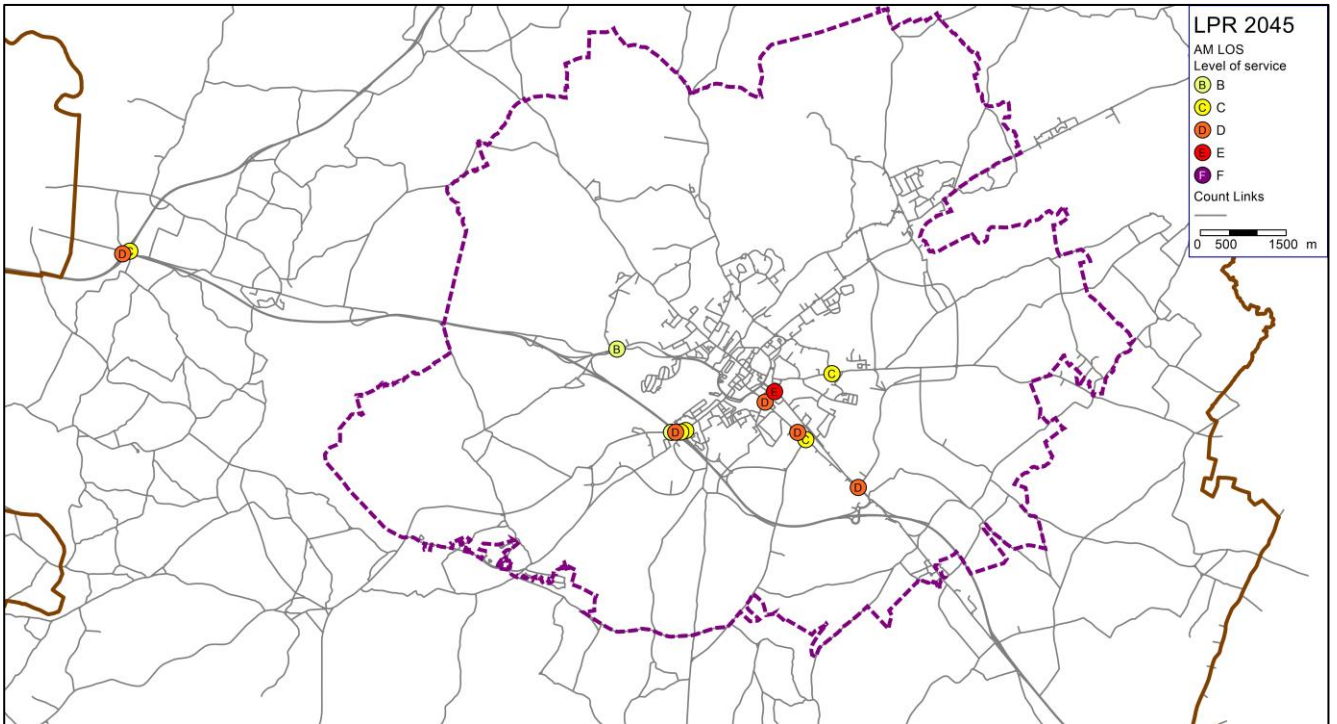 LPR 2045
AM LOS
Level of service
B B
C C
D D
E E
F F
Count Links
0 500 1500 m
D C
B
C
E
D
D
D
C
D